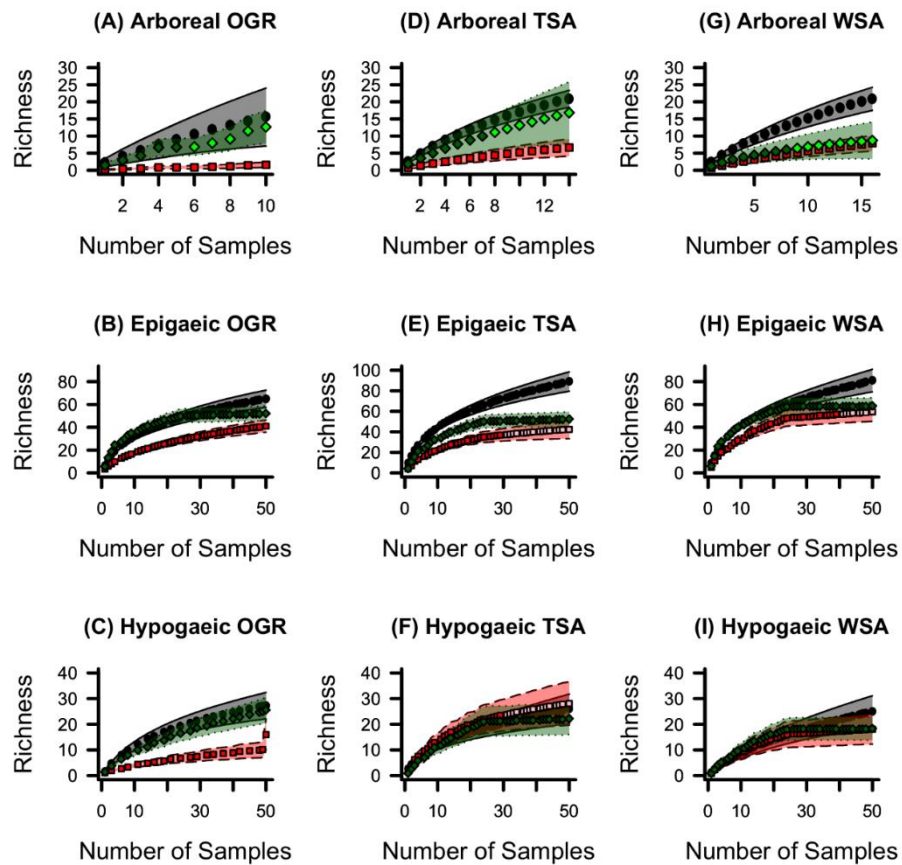 (A) Arboreal OGR
Richness
30
25
20
15
10
5
0
2 4 6 8 10
Number of Samples
(D) Arboreal TSA
Richness
30
25
20
15
10
5
0
2 4 6 8 12
Number of Samples
(G) Arboreal WSA
Richness
30
25
20
15
10
5
0
5 10 15
Number of Samples
(B) Epigaeic OGR
Richness
80
60
40
20
0
0 10 30 50
Number of Samples
(E) Epigaeic TSA
Richness
100
80
60
40
20
0
0 10 30 50
Number of Samples
(H) Epigaeic WSA
Richness
80
60
40
20
0
0 10 30 50
Number of Samples
(C) Hypogaeic OGR
Richness
40
30
20
10
0
0 10 30 50
Number of Samples
(F) Hypogaeic TSA
Richness
40
30
20
10
0
0 10 30 50
Number of Samples
(I) Hypogaeic WSA
Richness
40
30
20
10
0
0 10 30 50
Number of Samples